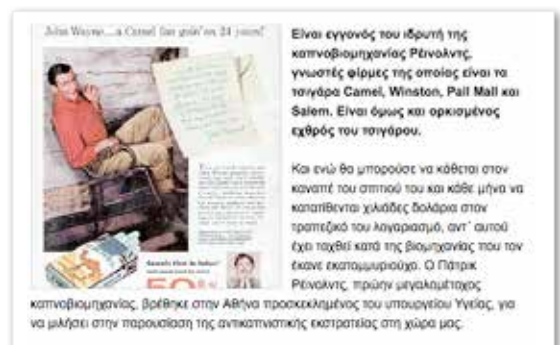 John Wayne...a Camel fan goin' on 24 years!
Είναι εγγονός του ιδρυτή της
καπνοβιομηχανίας Ρέινολντς,
γνωστές φίρμες της οποίας είναι τα
τσιγάρα Camel, Winston, Pall Mall και
Salem. Είναι όμως και ορκισμένος
εχθρός του τσιγάρου.
Και ενώ θα μπορούσε να κάθεται στον
καναπέ του σπιτιού του και κάθε μήνα να
κατατίθενται χιλιάδες δολάρια στον
τραπεζικό του λογαριασμό, αντ΄ αυτού
έχει ταχθεί κατά της βιομηχανίας που τον
έκανε εκατομμυριούχο. Ο Πάτρικ
Ρέινολντς, πρώην μεγαλομέτοχος
καπνοβιομηχανίας, βρέθηκε στην Αθήνα προσκεκλημένος του υπουργείου Υγείας, για
να μιλήσει στην παρουσίαση της αντικαπνιστικής εκστρατείας στη χώρα μας.